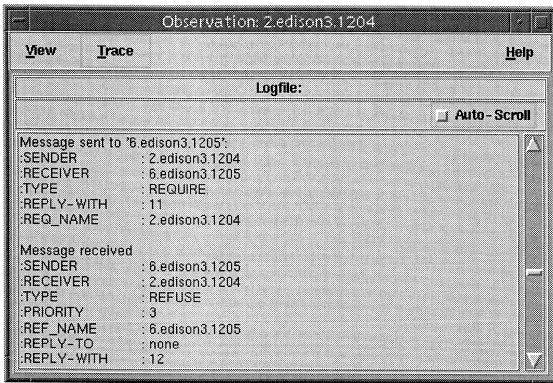 Observation: 2.edison3.1204
View Trace Help
Logfile:
Auto-Scroll
Message sent to "6.edison3.1205":
:SENDER : 2.edison3.1204
:RECEIVER : 6.edison3.1205
:TYPE : REQUIRE
:REPLY-WITH : 11
:REQ_NAME : 2.edison3.1204
Message received
:SENDER : 6.edison3.1205
:RECEIVER : 2.edison3.1204
:TYPE : REFUSE
:PRIORITY : 3
:REF_NAME : 6.edison3.1205
:REPLY-TO : none
:REPLY-WITH : 12